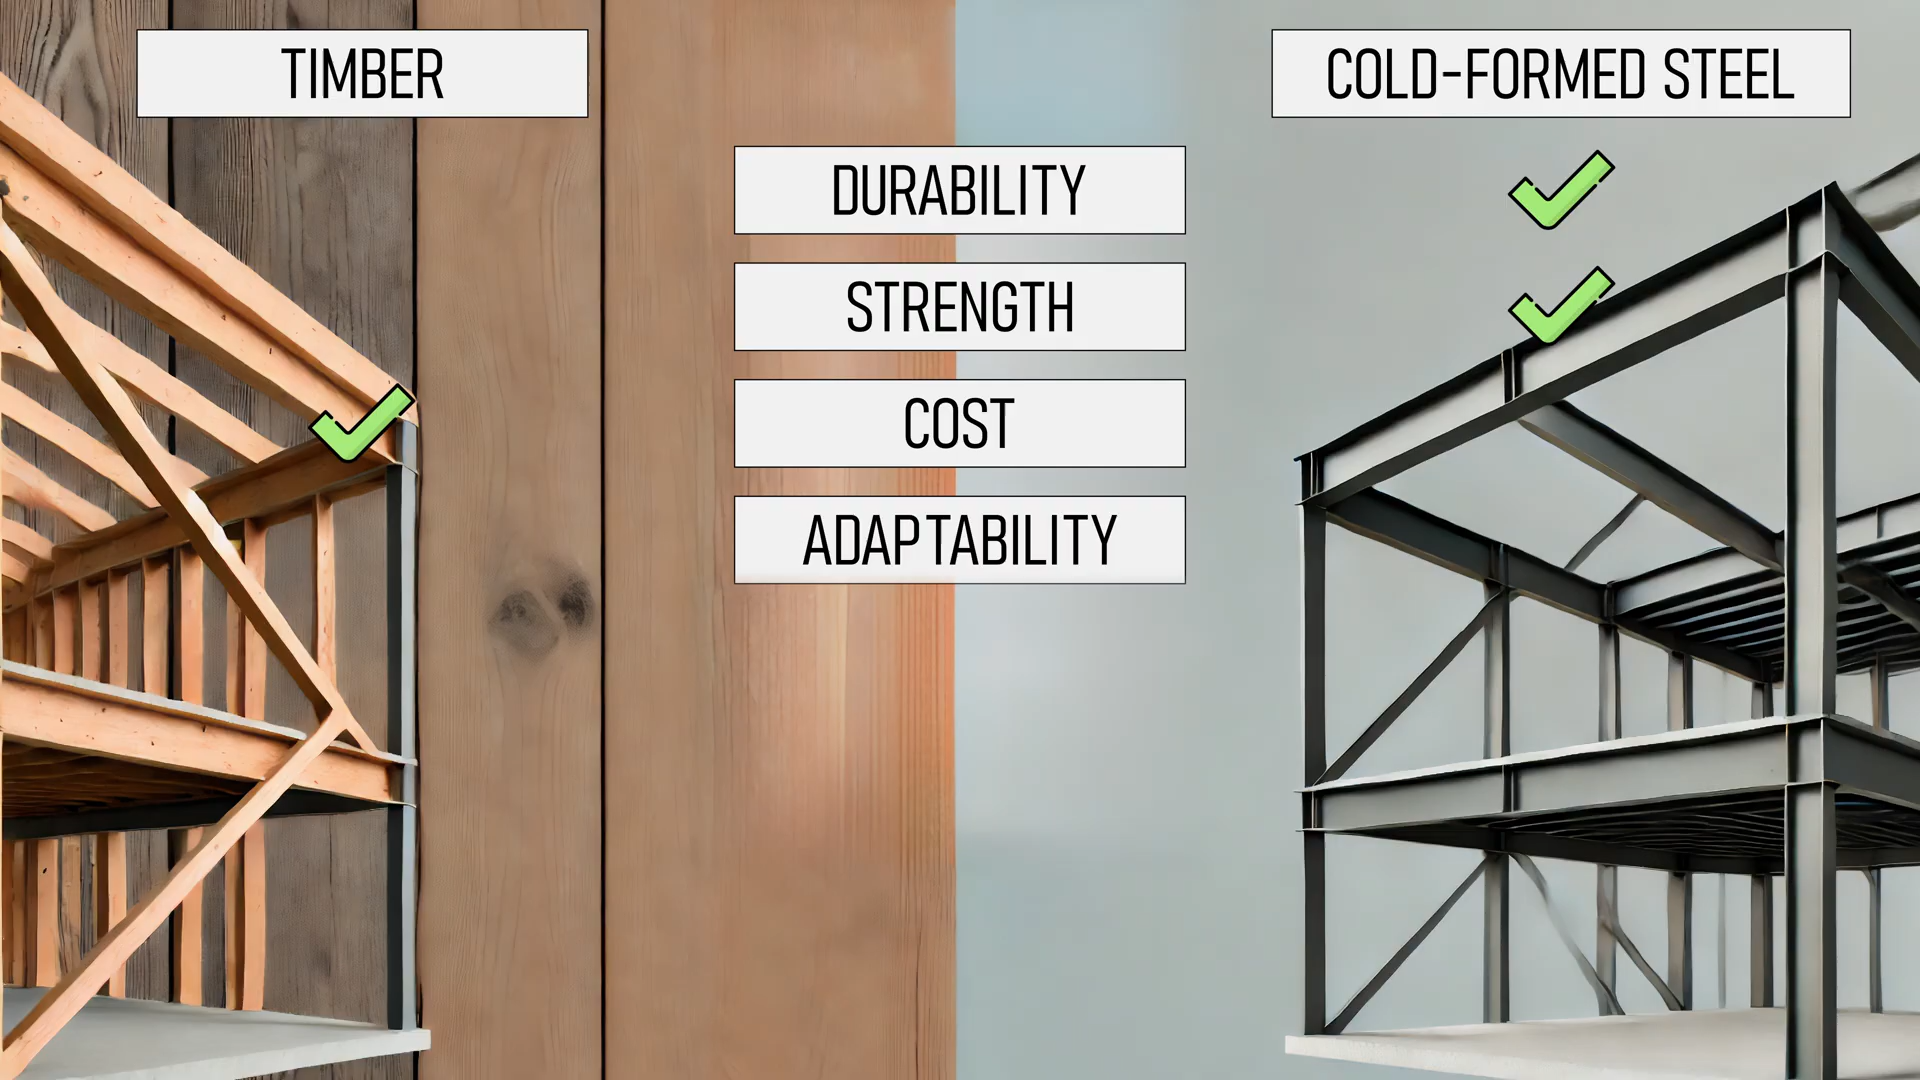 TIMBER
COLD-FORMED STEEL
DURABILITY
STRENGTH
COST
ADAPTABILITY